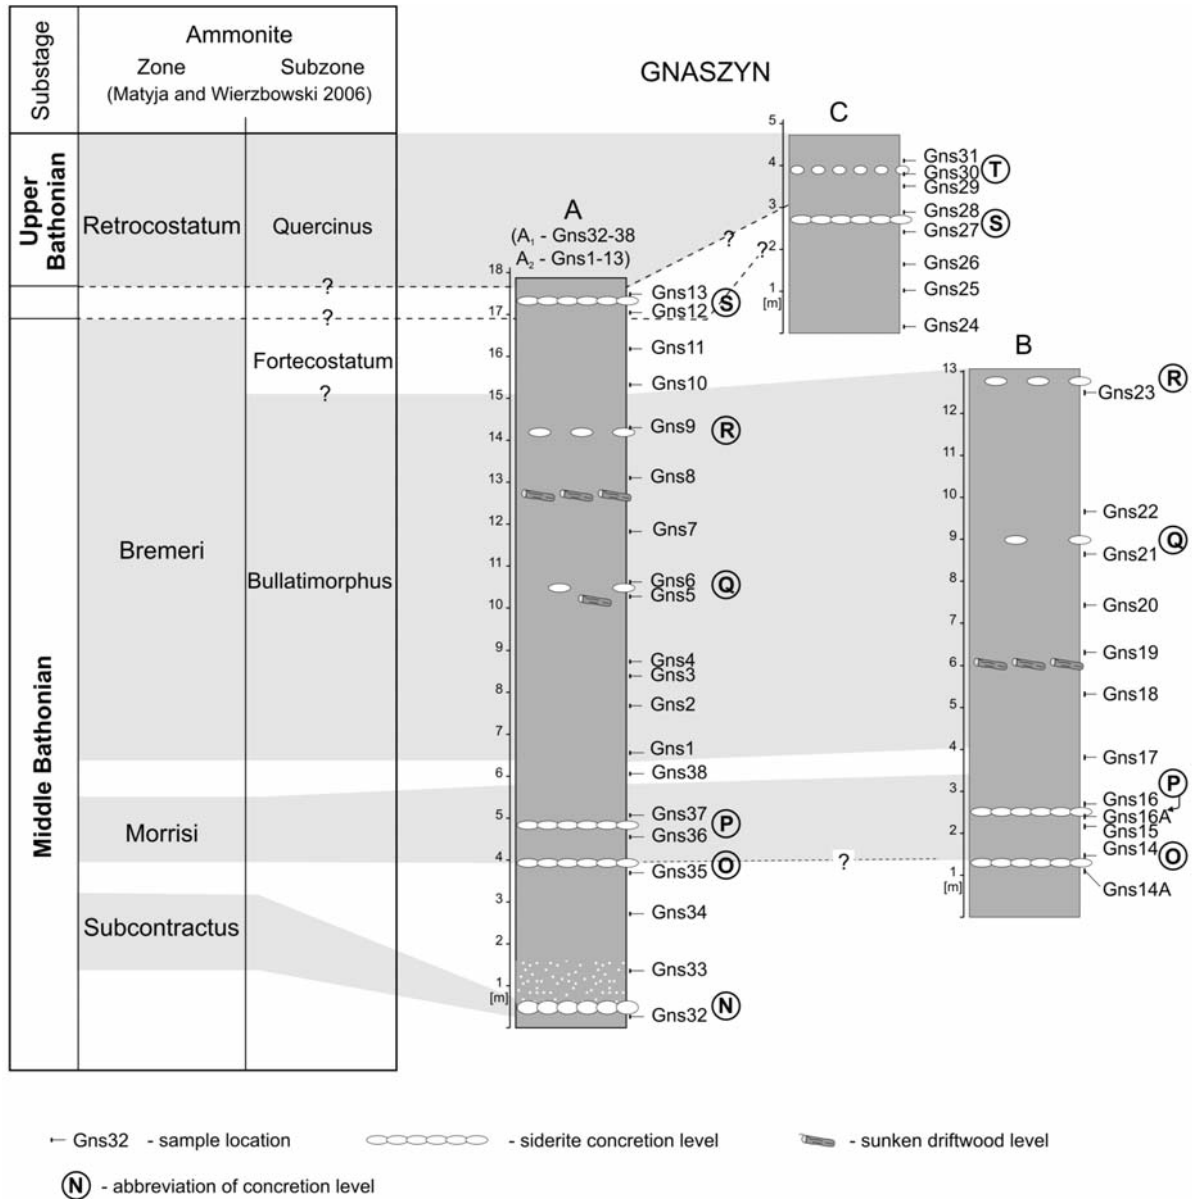 Substage
Ammonite
Zone
Subzone
(Matyja and Wierzbowski 2006)
Upper
Bathonian
Retrocostatum
Quercinus
?
?
Middle Bathonian
Fortecostatum
?
Bremeri
Bullatimorphus
Morrisi
Subcontractus
GNASZYN
A
(A₁ - Gns32-38
A₂ - Gns1-13)
18
17
16
15
14
13
12
11
10
9
8
7
6
5
4
3
2
1
[m]
Gns13
S
Gns12
Gns11
Gns10
Gns9
R
Gns8
Gns7
Gns6
Q
Gns5
Gns4
Gns3
Gns2
Gns1
Gns38
Gns37
P
Gns36
O
Gns35
Gns34
Gns33
N
Gns32
?
?
?
C
5
4
3
2
1
[m]
Gns31
T
Gns30
Gns29
Gns28
S
Gns27
Gns26
Gns25
Gns24
B
13
12
11
10
9
8
7
6
5
4
3
2
1
[m]
R
Gns23
Gns22
Q
Gns21
Gns20
Gns19
Gns18
Gns17
P
Gns16
Gns16A
Gns15
Gns14
O
Gns14A
Gns32 - sample location
- siderite concretion level
- sunken driftwood level
N - abbreviation of concretion level